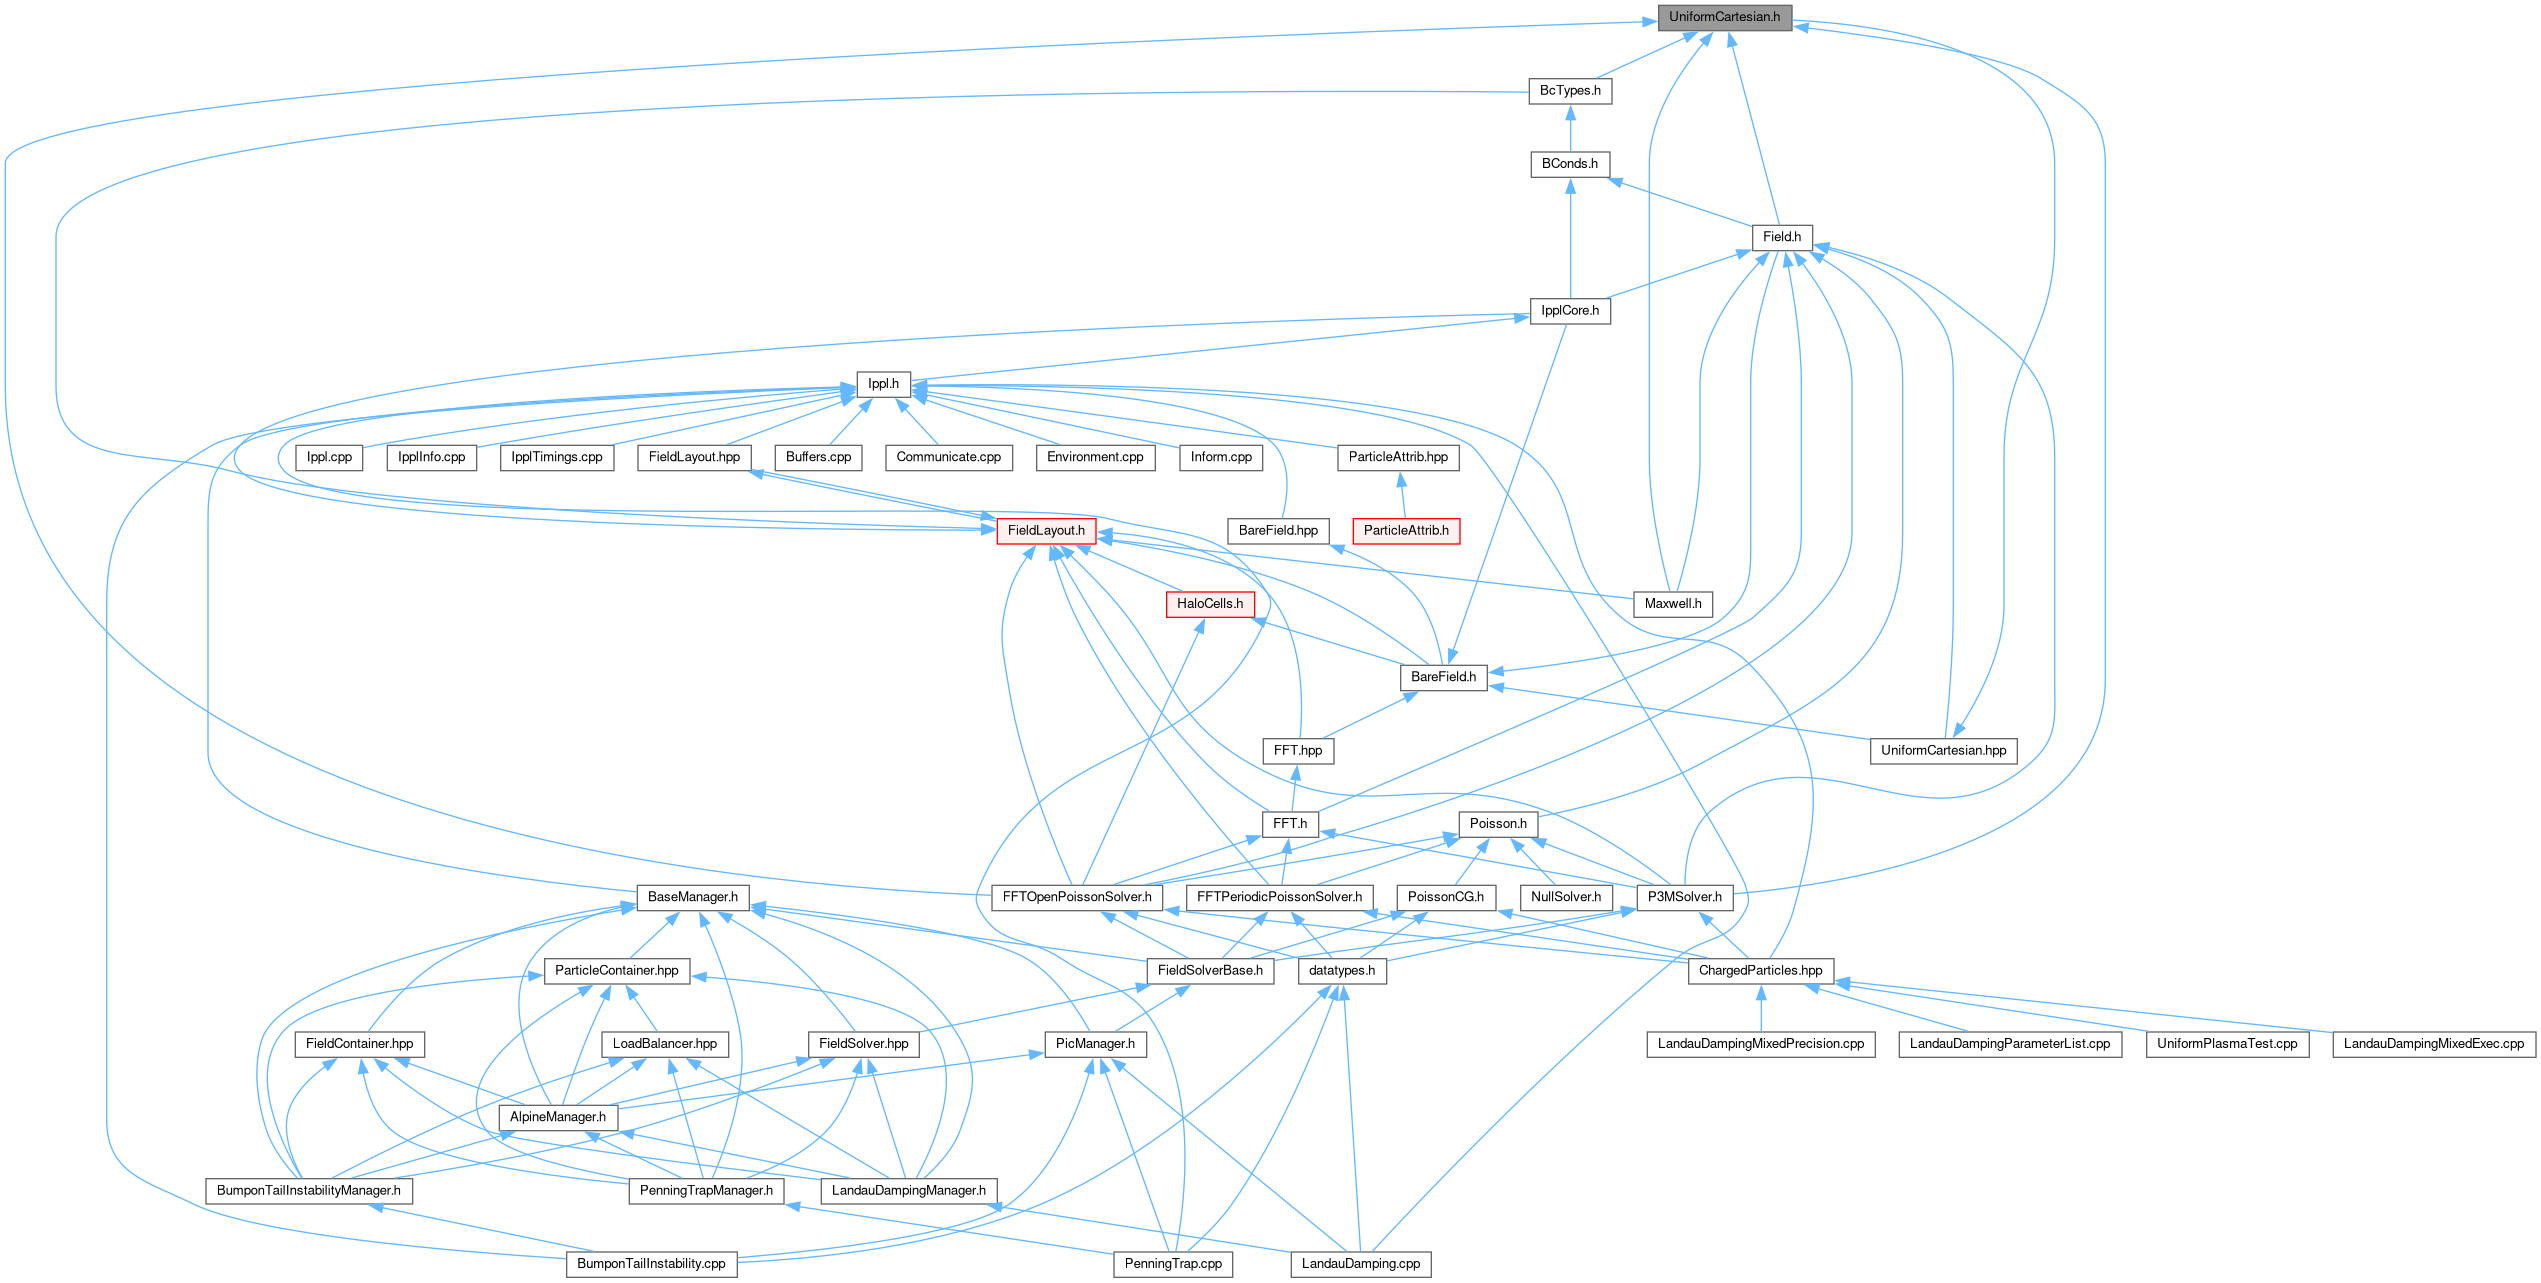 UniformCartesian.h
BcTypes.h
BConds.h
Field.h
IpplCore.h
Ippl.h
Ippl.cpp
IpplInfo.cpp
IpplTimings.cpp
FieldLayout.hpp
Buffers.cpp
Communicate.cpp
Environment.cpp
Inform.cpp
ParticleAttrib.hpp
FieldLayout.h
BareField.hpp
ParticleAttrib.h
HaloCells.h
Maxwell.h
BareField.h
FFT.hpp
UniformCartesian.hpp
FFT.h
Poisson.h
BaseManager.h
FFTOpenPoissonSolver.h
FFTPeriodicPoissonSolver.h
PoissonCG.h
NullSolver.h
P3MSolver.h
ParticleContainer.hpp
FieldSolverBase.h
datatypes.h
ChargedParticles.hpp
FieldContainer.hpp
LoadBalancer.hpp
FieldSolver.hpp
PicManager.h
LandauDampingMixedPrecision.cpp
LandauDampingParameterList.cpp
UniformPlasmaTest.cpp
LandauDampingMixedExec.cpp
AlpineManager.h
BumponTailInstabilityManager.h
PenningTrapManager.h
LandauDampingManager.h
BumponTailInstability.cpp
PenningTrap.cpp
LandauDamping.cpp